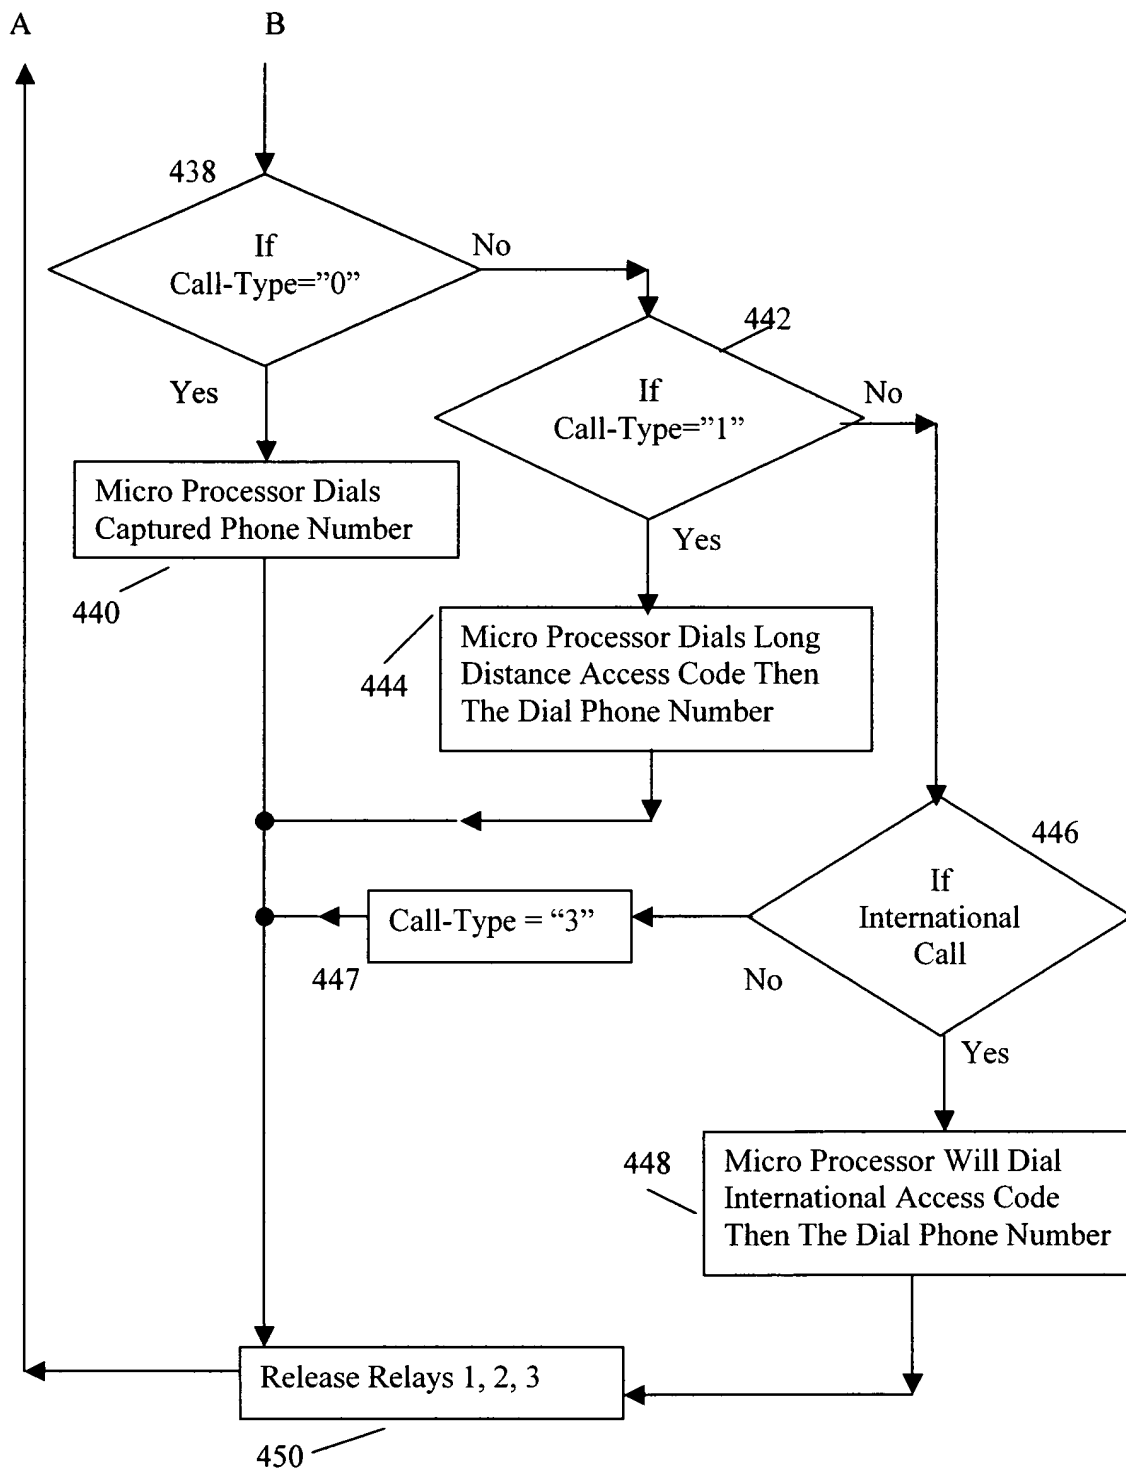 A
B
438
If
Call-Type=”0”
No
442
Yes
If
Call-Type=”1”
No
Micro Processor Dials
Captured Phone Number
Yes
440
Micro Processor Dials Long
Distance Access Code Then
The Dial Phone Number
444
446
If
International
Call
Call-Type = “3”
447
No
Yes
448
Micro Processor Will Dial
International Access Code
Then The Dial Phone Number
Release Relays 1, 2, 3
450